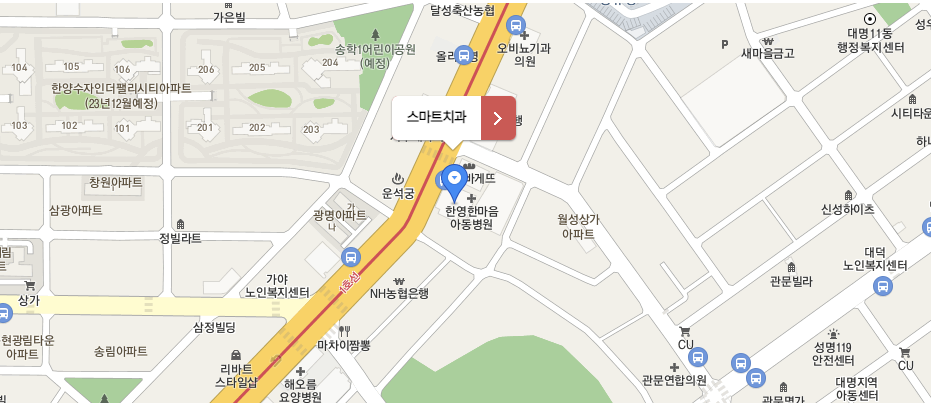 가은빌
달성축산농협
오비뇨기과
의원
대명11동
행정복지센터
P
새마을금고
송학1어린이공원
(예정)
104
105
106
206
205
204
한양수자인더팰리시티아파트
(23년12월예정)
103
102
101
201
202
203
스마트치과
시티타운
창원아파트
운석궁
바게뜨
삼광아파트
광명아파트
가
나
한영한마음
아동병원
월성상가
아파트
신성하이츠
정빌라트
대덕
노인복지센터
관문빌라
가야
노인복지센터
1호선
NH농협은행
상가
삼정빌딩
현광림타운
아파트
송림아파트
마차이짬뽕
CU
성명119
안전센터
CU
리바트
스타일샵
해오름
요양병원
관문연합의원
대명지역
아동센터
관문명가